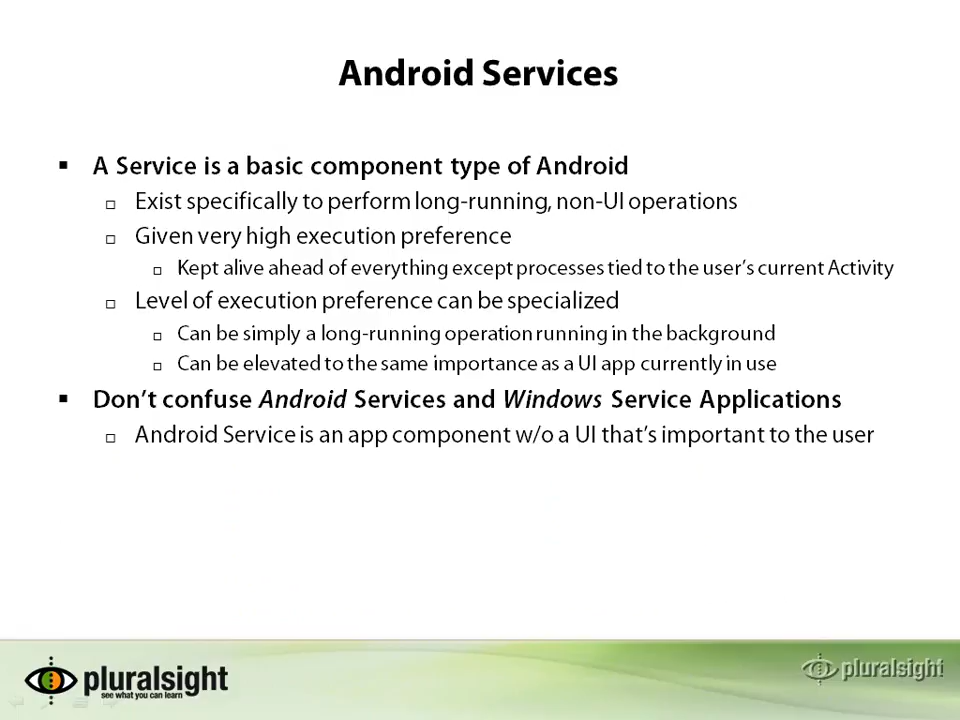 Android Services
A Service is a basic component type of Android
Exist specifically to perform long-running, non-UI operations
Given very high execution preference
Kept alive ahead of everything except processes tied to the user's current Activity
Level of execution preference can be specialized
Can be simply a long-running operation running in the background
Can be elevated to the same importance as a UI app currently in use
Don't confuse Android Services and Windows Service Applications
Android Service is an app component w/o a UI that's important to the user
pluralsight
see what you can learn
pluralsight